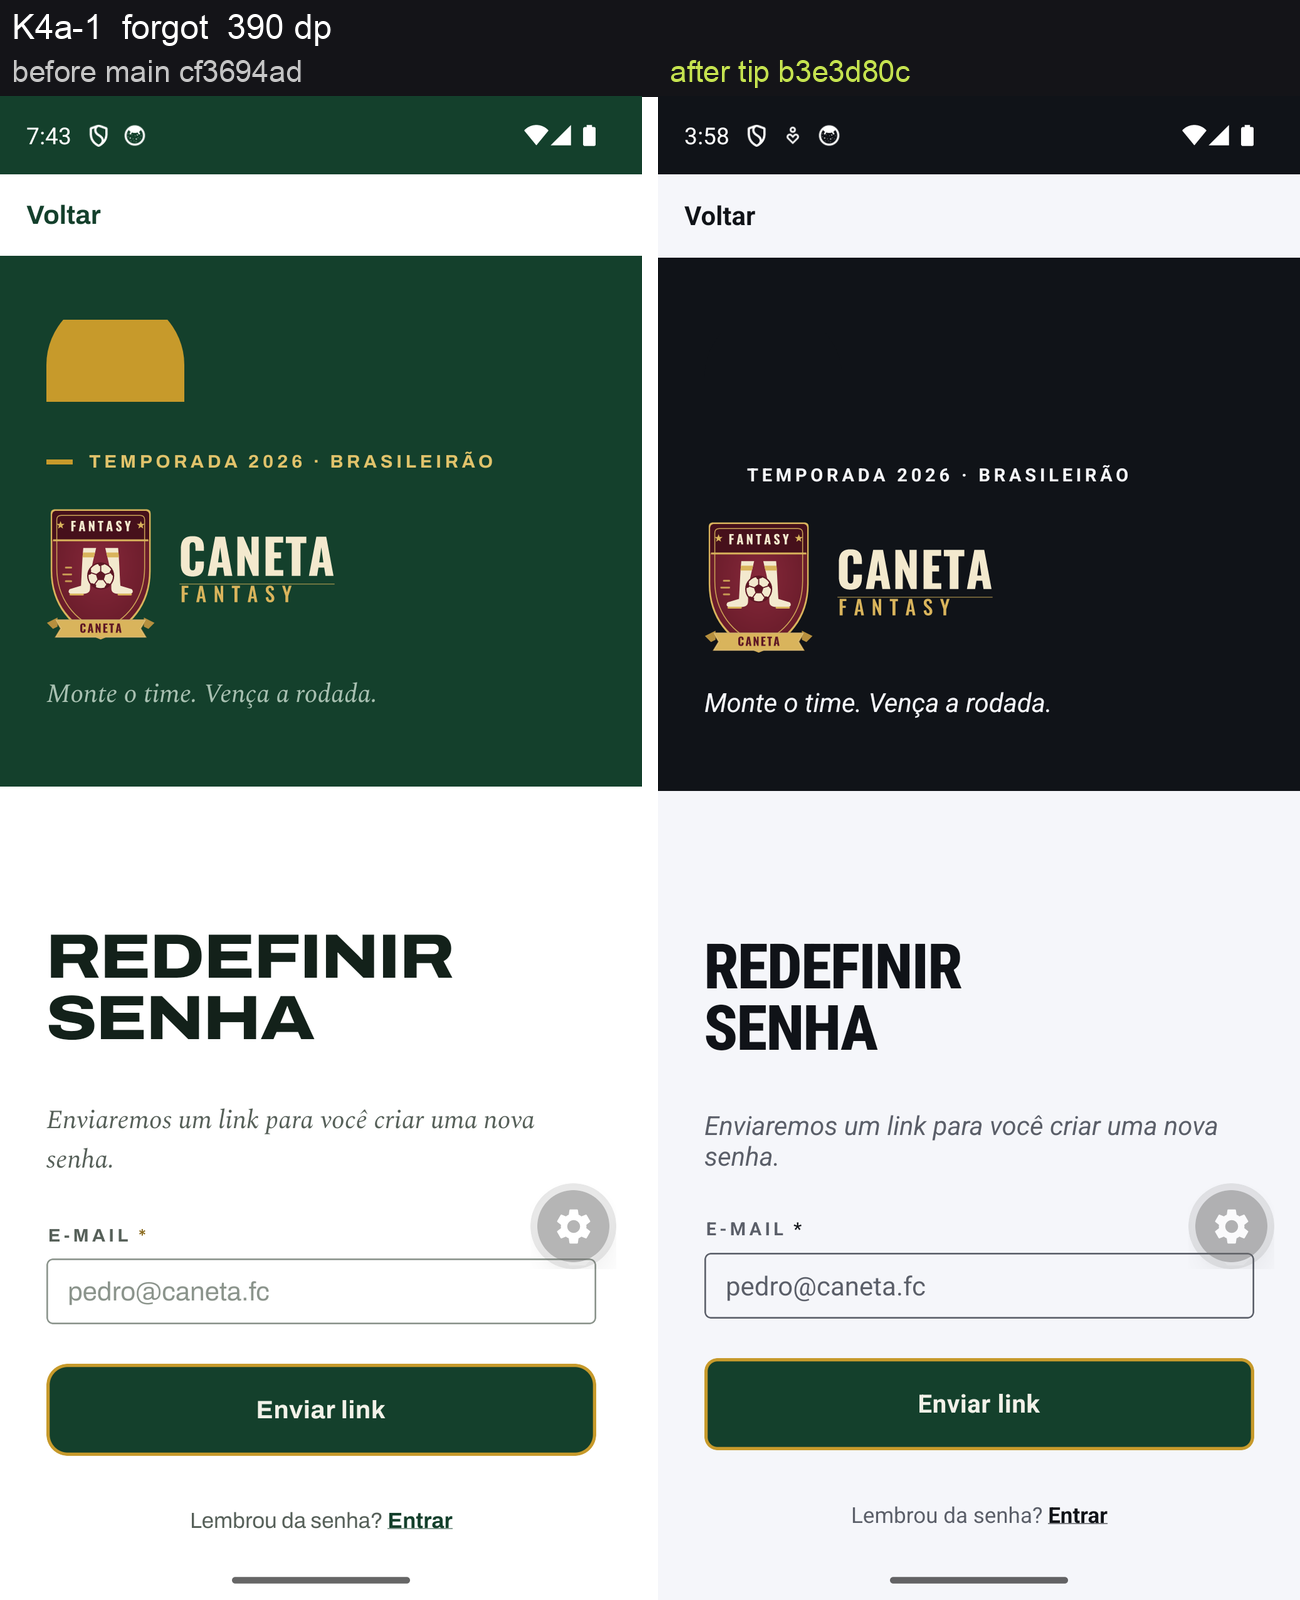 K4a-1 forgot 390 dp
before main cf3694ad
after tip b3e3d80c
7:43
Voltar
TEMPORADA 2026 · BRASILEIRÃO
FANTASY
CANETA
CANETA
FANTASY
Monte o time. Vença a rodada.
REDEFINIR
SENHA
Enviaremos um link para você criar uma nova
senha.
E-MAIL *
pedro@caneta.fc
Enviar link
Lembrou da senha? Entrar
3:58
Voltar
TEMPORADA 2026 · BRASILEIRÃO
FANTASY
CANETA
CANETA
FANTASY
Monte o time. Vença a rodada.
REDEFINIR
SENHA
Enviaremos um link para você criar uma nova
senha.
E-MAIL *
pedro@caneta.fc
Enviar link
Lembrou da senha? Entrar